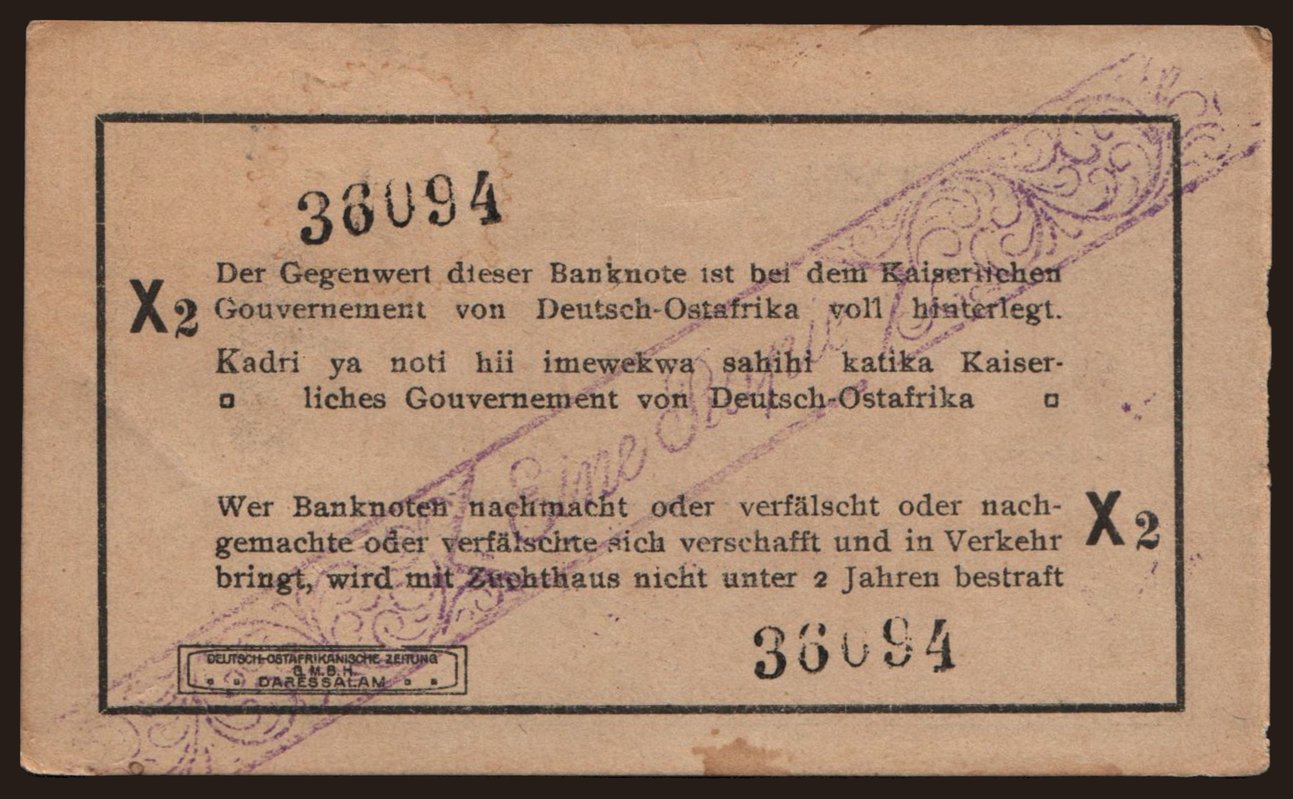 36094
X2
Der Gegenwert dieser Banknote ist bei dem Kaiserlichen
Gouvernement von Deutsch-Ostafrika voll hinterlegt.
Kadri ya noti hii imewekwa sahihi katika Kaiser-
liches Gouvernement von Deutsch-Ostafrika
Eine Rupie
Wer Banknoten nachmacht oder verfälscht oder nach-
gemachte oder verfälschte sich verschafft und in Verkehr
bringt, wird mit Zuchthaus nicht unter 2 Jahren bestraft
X2
36094
DEUTSCH-OSTAFRIKANISCHE ZEITUNG
G.M.B.H.
DARESSALAM